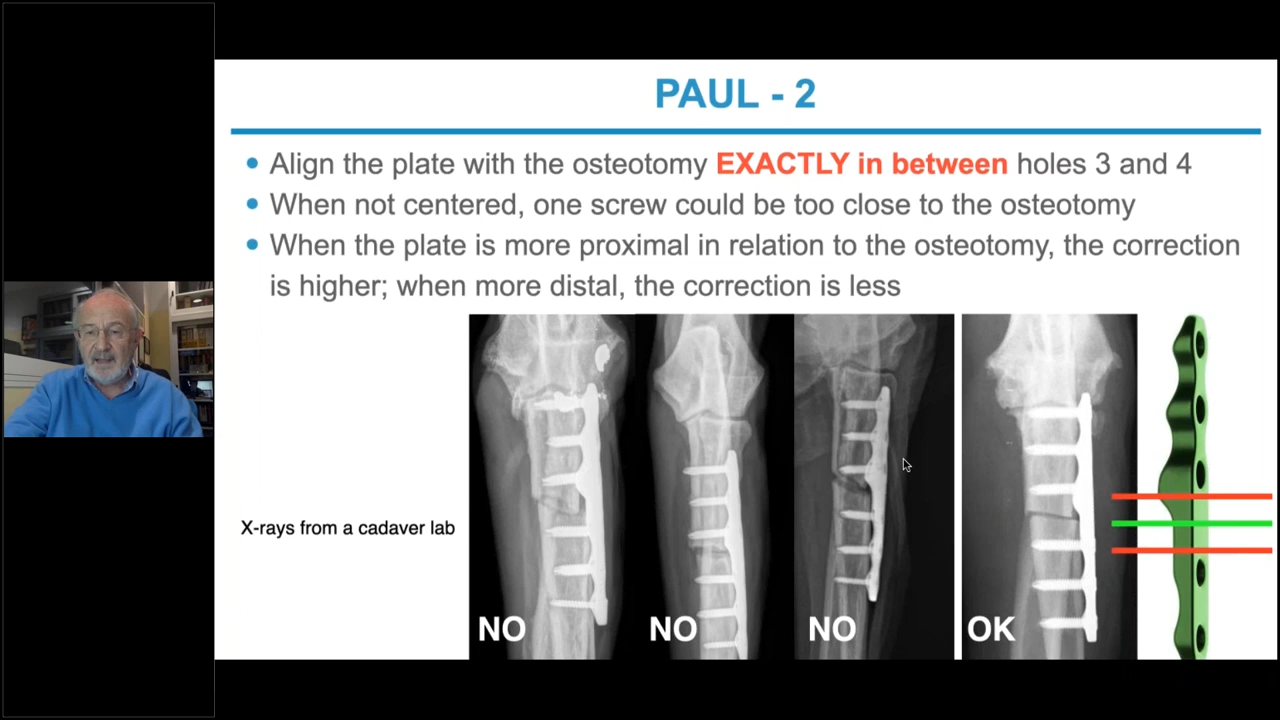 PAUL - 2
Align the plate with the osteotomy EXACTLY in between holes 3 and 4
When not centered, one screw could be too close to the osteotomy
When the plate is more proximal in relation to the osteotomy, the correction
is higher; when more distal, the correction is less
X-rays from a cadaver lab
NO
NO
NO
OK